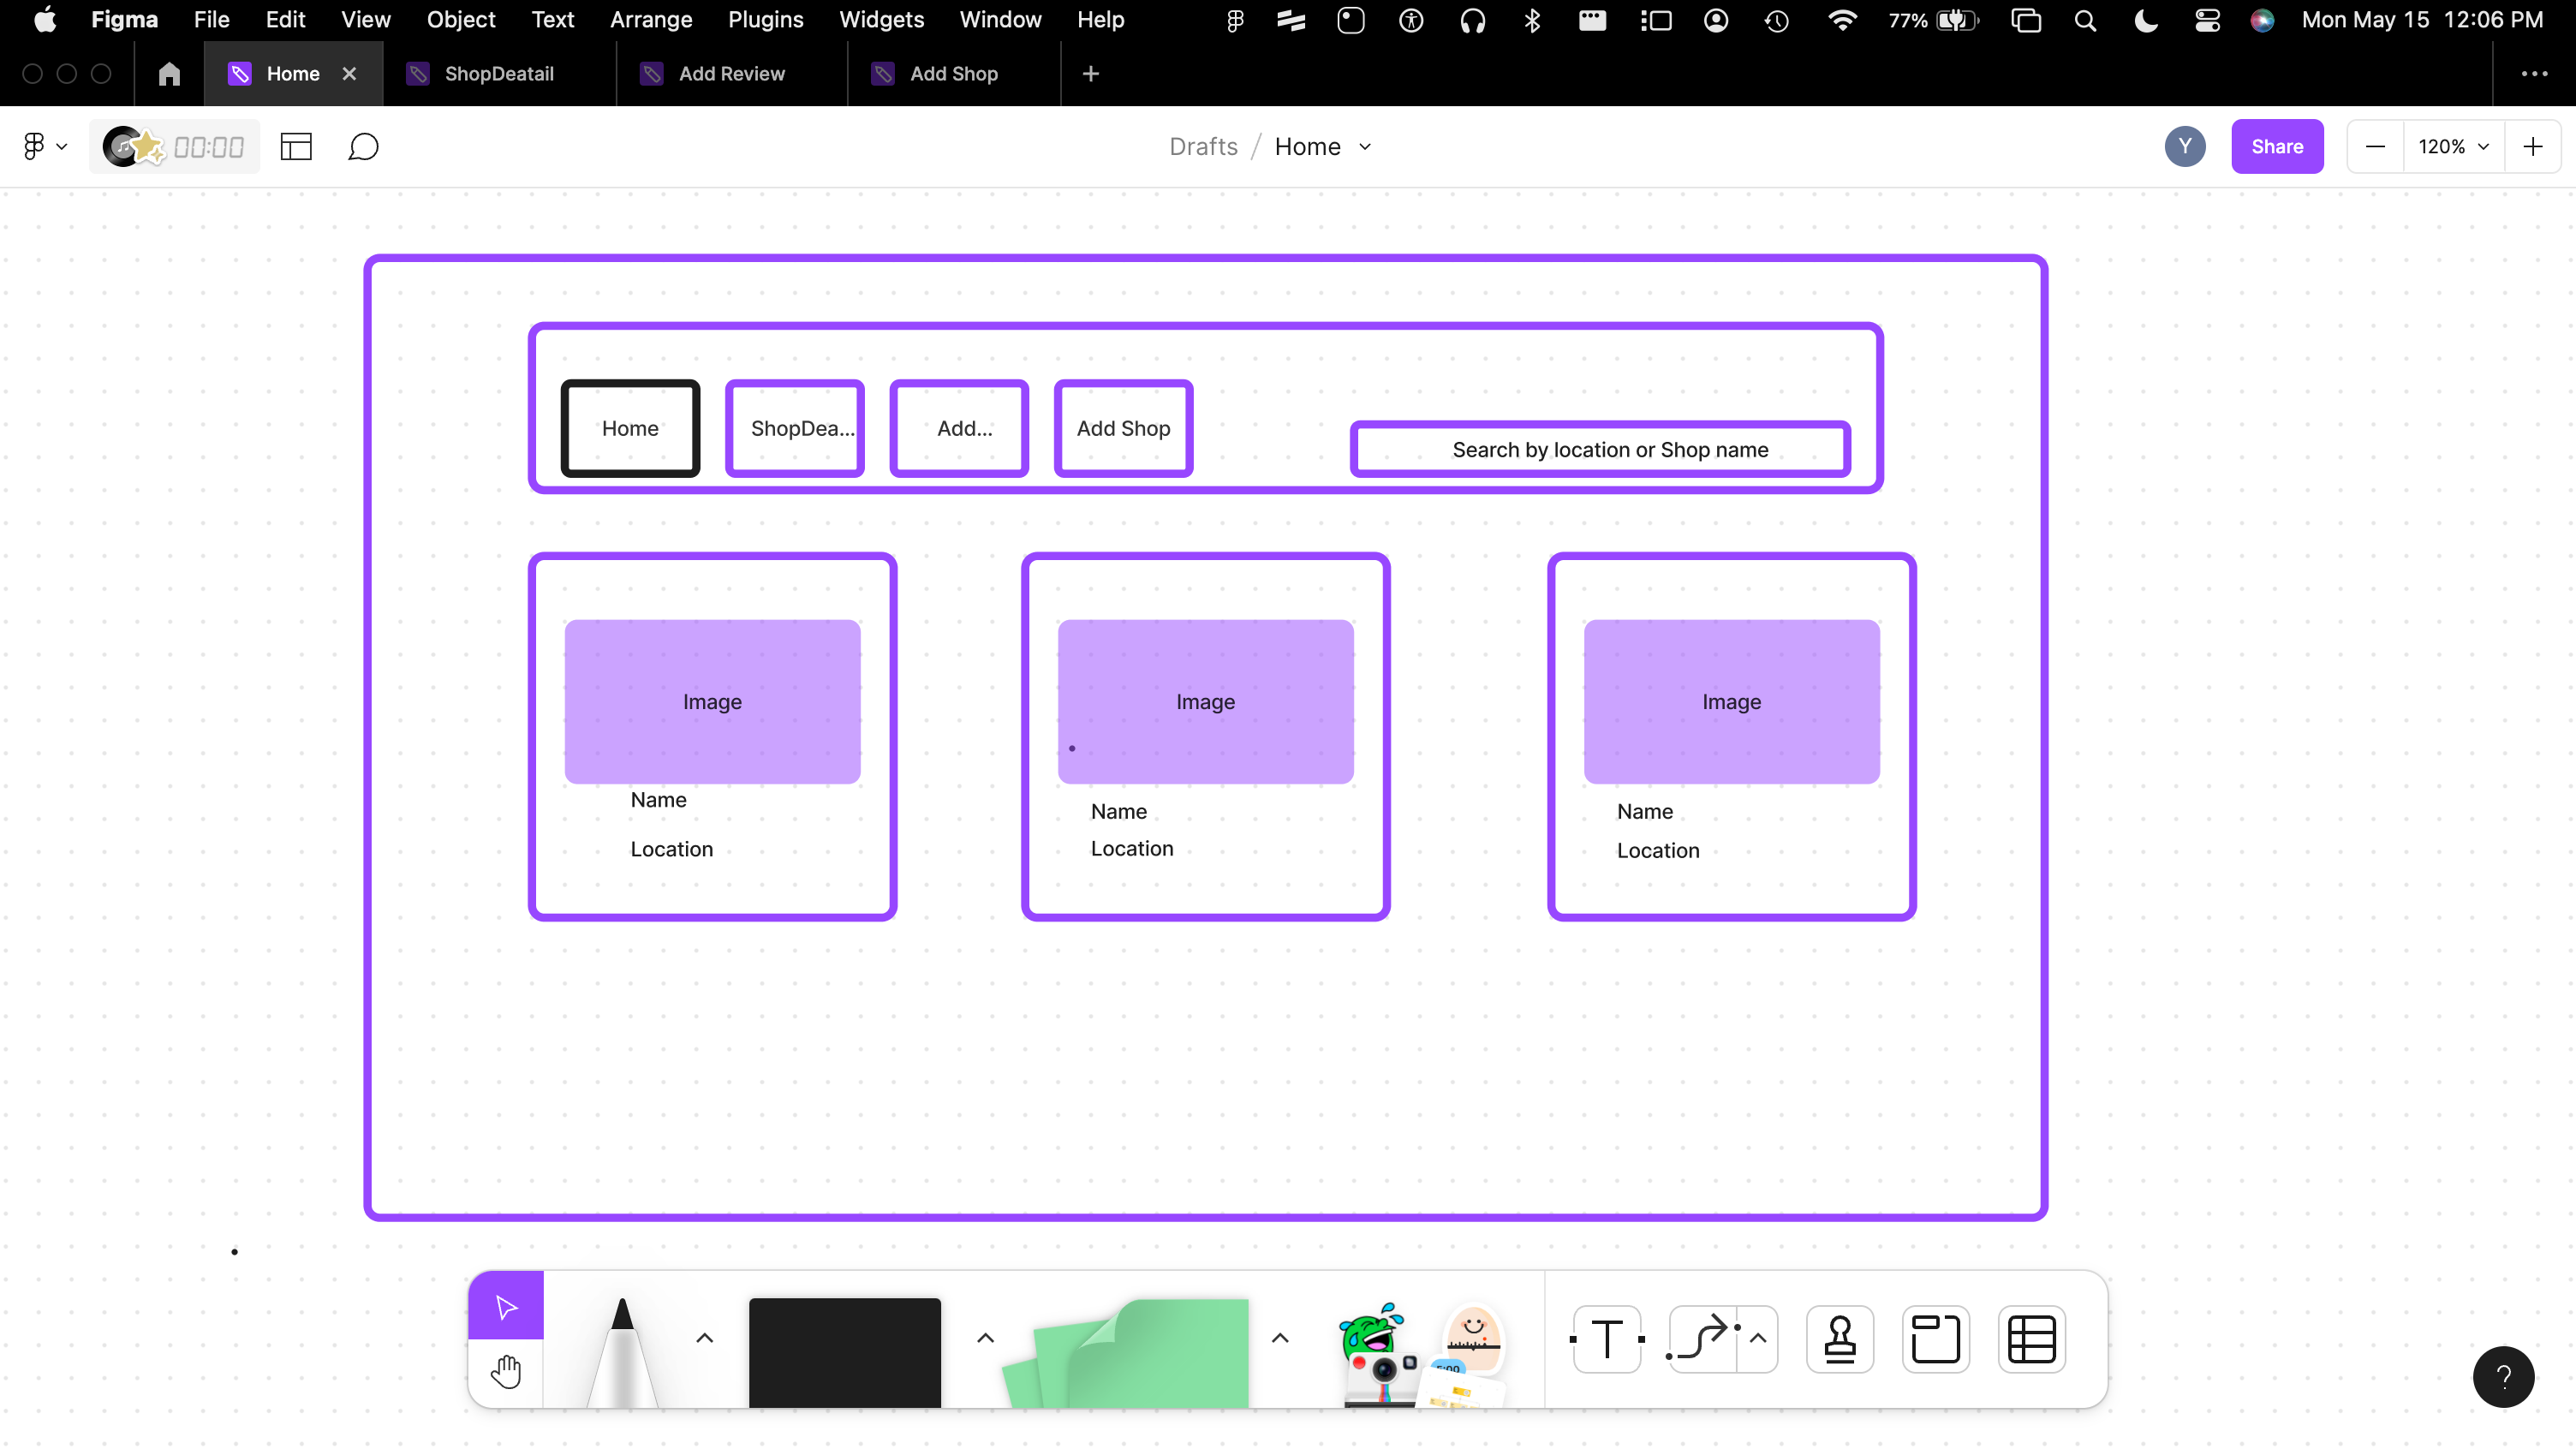 Figma File Edit View Object Text Arrange Plugins Widgets Window Help 77% Mon May 15 12:06 PM
Home ShopDeatail Add Review Add Shop
00:00 Drafts / Home Y Share 120%
Home ShopDea... Add... Add Shop
Search by location or Shop name
Image Image Image
Name Name Name
Location Location Location
T
?